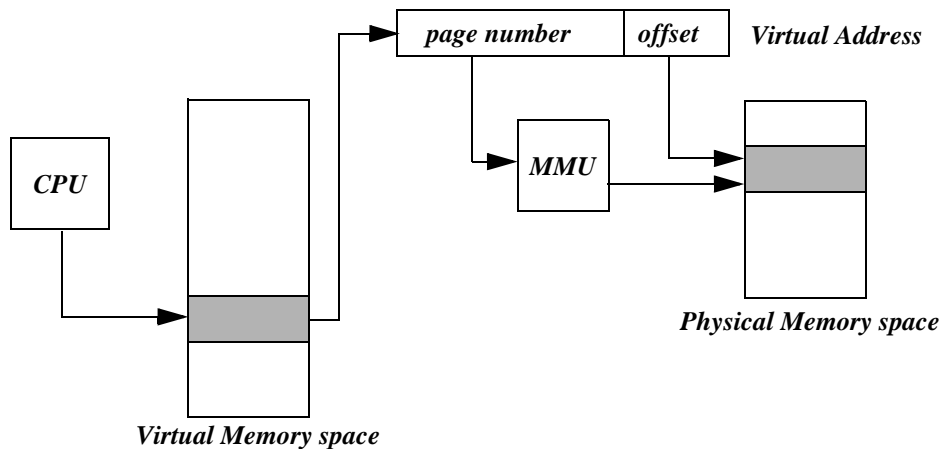 page number
offset
Virtual Address
CPU
MMU
Physical Memory space
Virtual Memory space